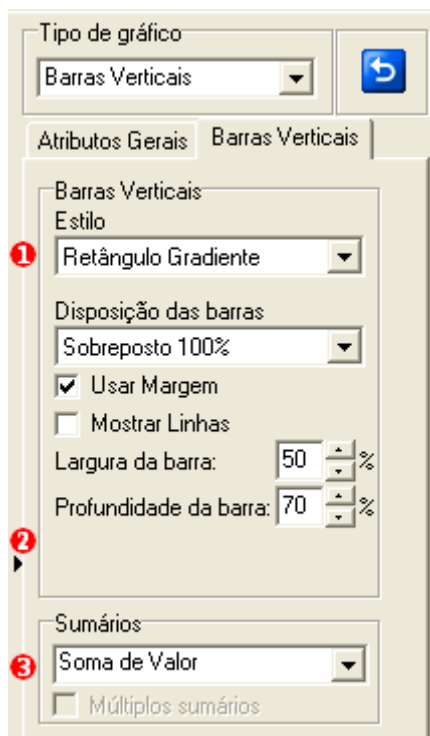 Tipo de gráfico
Barras Verticais
Atributos Gerais Barras Verticais
Barras Verticais
Estilo
1 Retângulo Gradiente
Disposição das barras
Sobreposto 100%
Usar Margem
Mostrar Linhas
Largura da barra: 50 %
Profundidade da barra: 70 %
2
Sumários
3 Soma de Valor
Múltiplos sumários